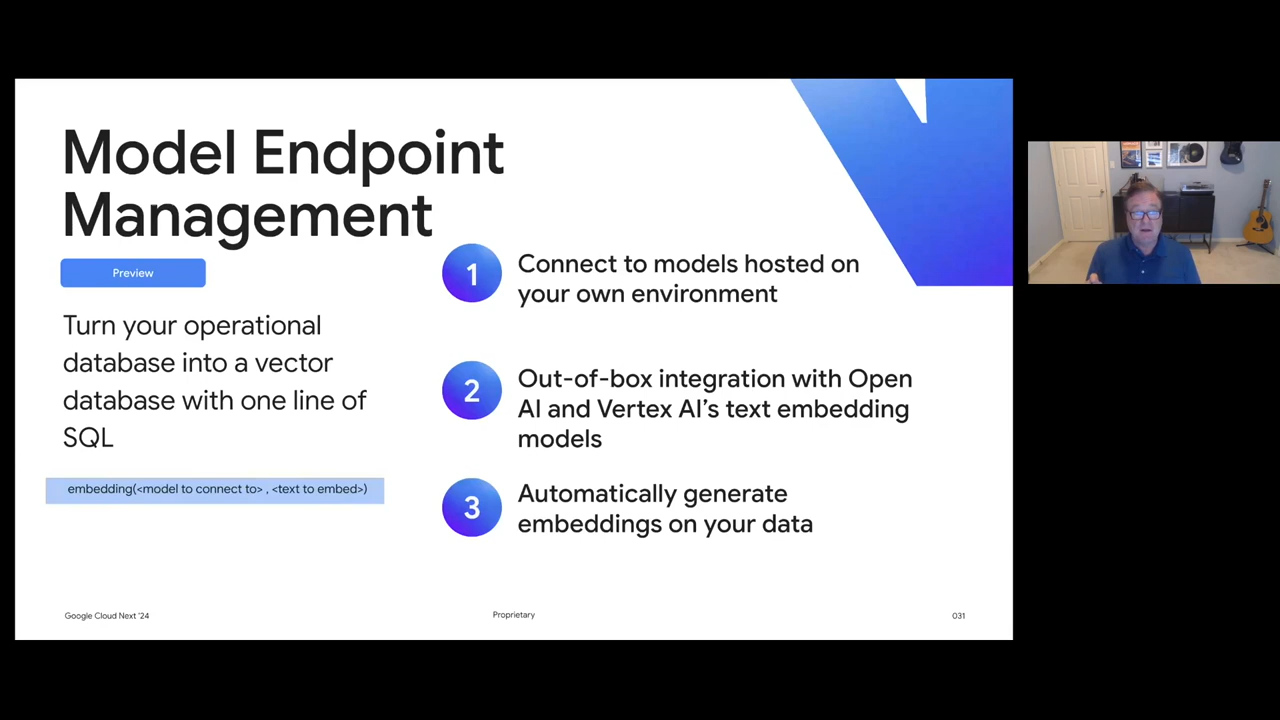 Model Endpoint
Management
Preview
Turn your operational
database into a vector
database with one line of
SQL
embedding(<model to connect to> , <text to embed>)
1
Connect to models hosted on
your own environment
2
Out-of-box integration with Open
AI and Vertex AI’s text embedding
models
3
Automatically generate
embeddings on your data
Google Cloud Next '24
Proprietary
031